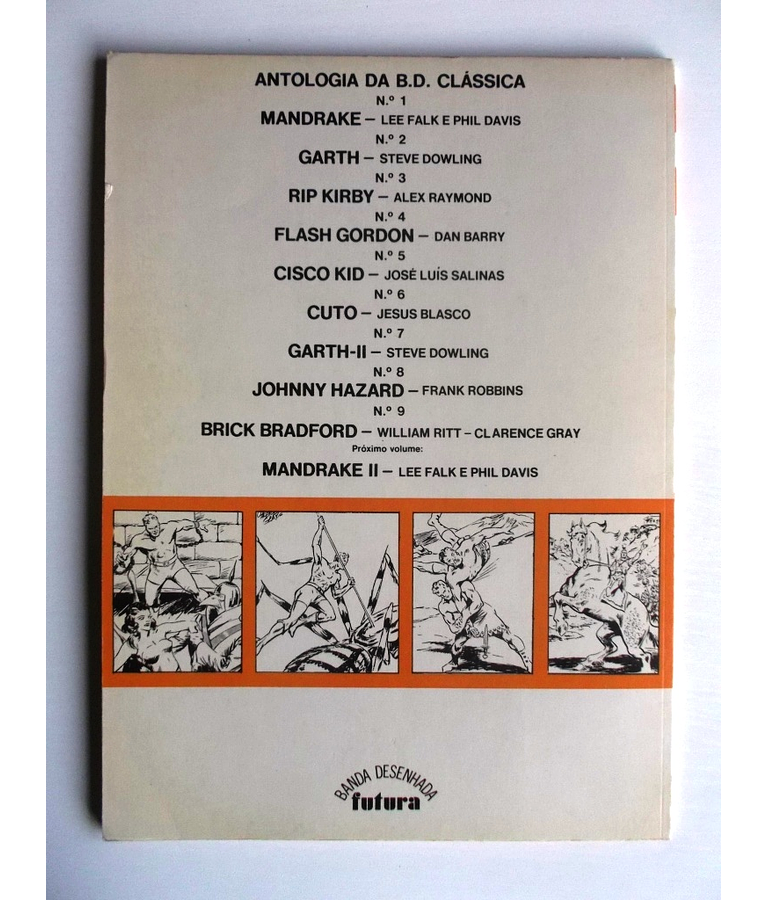 ANTOLOGIA DA B.D. CLÁSSICA
N.º 1
MANDRAKE – LEE FALK E PHIL DAVIS
N.º 2
GARTH – STEVE DOWLING
N.º 3
RIP KIRBY – ALEX RAYMOND
N.º 4
FLASH GORDON – DAN BARRY
N.º 5
CISCO KID – JOSÉ LUÍS SALINAS
N.º 6
CUTO – JESUS BLASCO
N.º 7
GARTH-II – STEVE DOWLING
N.º 8
JOHNNY HAZARD – FRANK ROBBINS
N.º 9
BRICK BRADFORD – WILLIAM RITT – CLARENCE GRAY
Próximo volume:
MANDRAKE II – LEE FALK E PHIL DAVIS
BANDA DESENHADA
futura